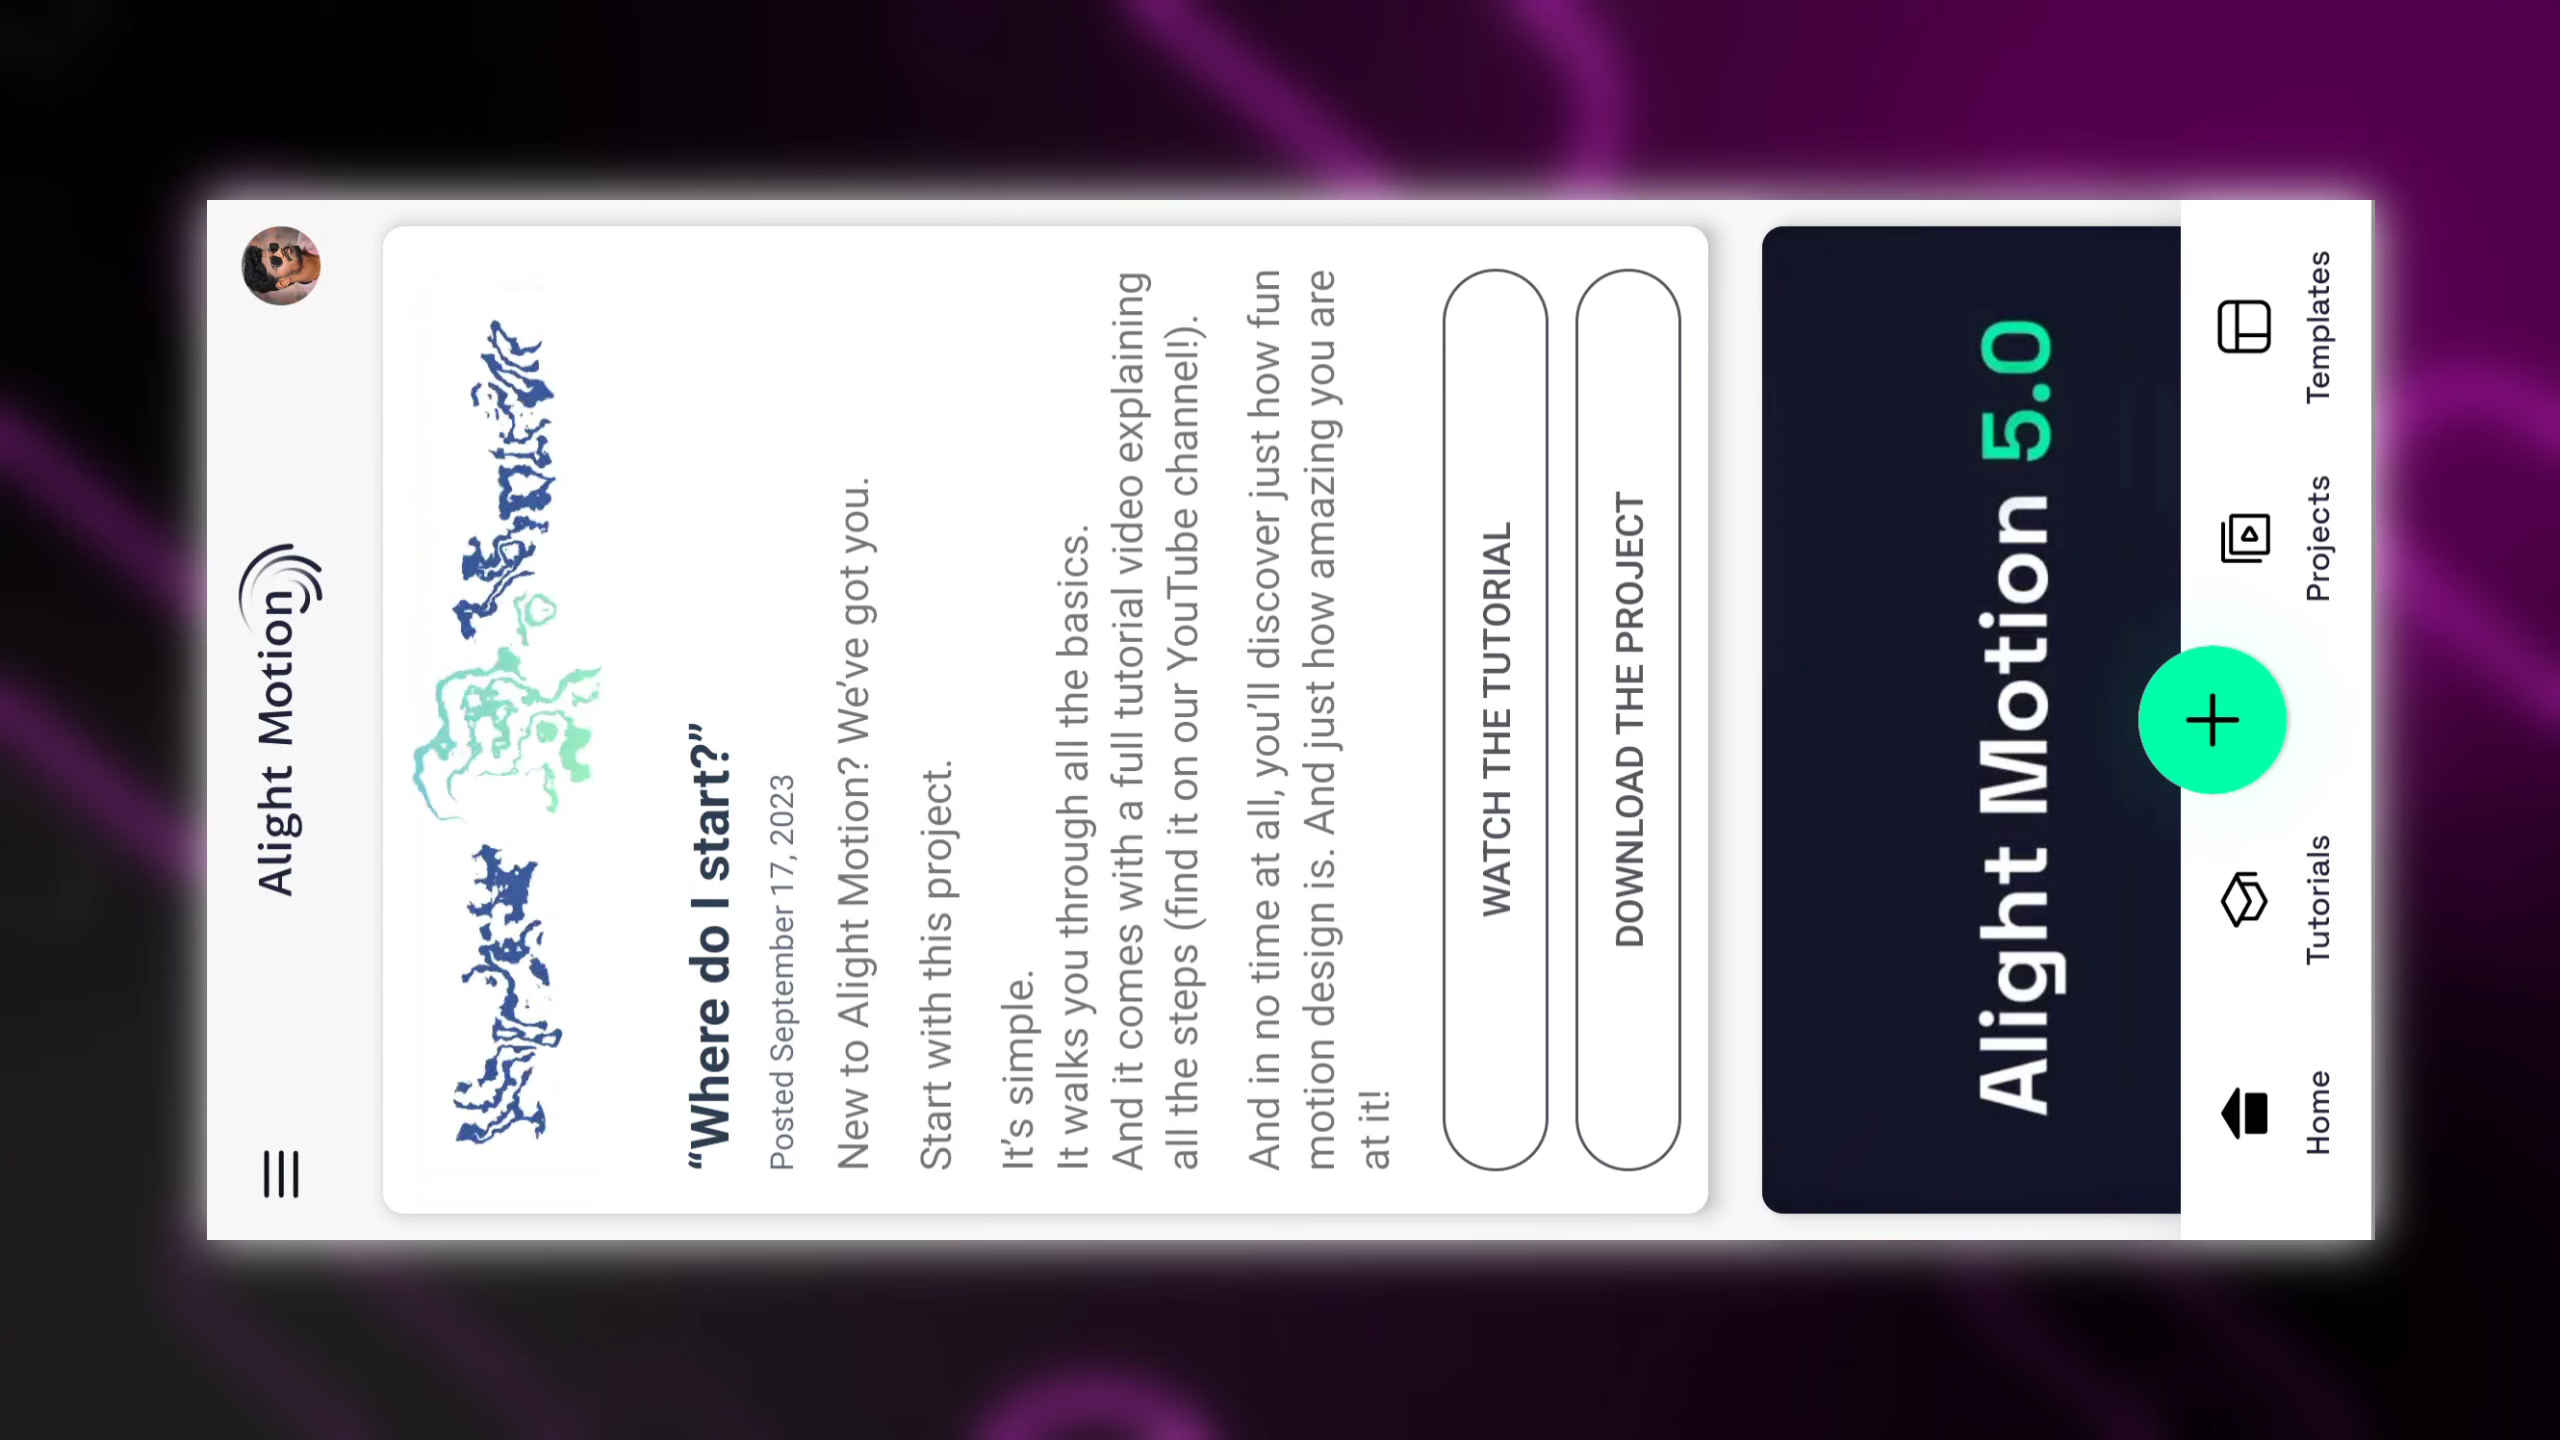 Alight Motion
“Where do I start?”
Posted September 17, 2023
New to Alight Motion? We’ve got you.
Start with this project.
It’s simple.
It walks you through all the basics.
And it comes with a full tutorial video explaining
all the steps (find it on our YouTube channel!).
And in no time at all, you’ll discover just how fun
motion design is. And just how amazing you are
at it!
WATCH THE TUTORIAL
DOWNLOAD THE PROJECT
Alight Motion 5.0
Home
Tutorials
Projects
Templates